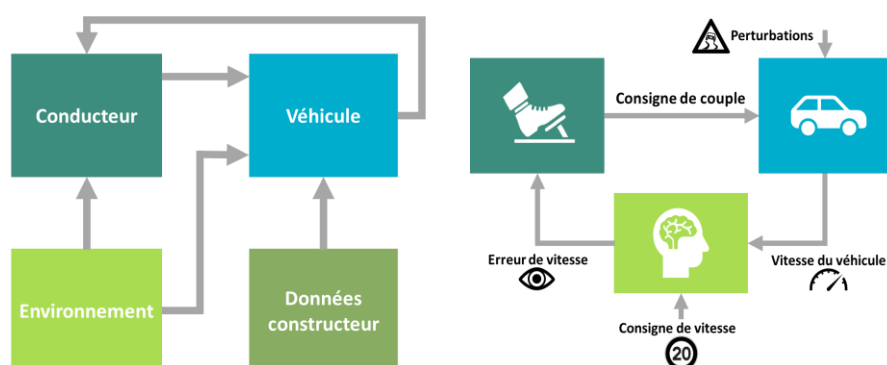 Conducteur
Véhicule
Environnement
Données
constructeur
Perturbations
Consigne de couple
Erreur de vitesse
Vitesse du véhicule
Consigne de vitesse
20